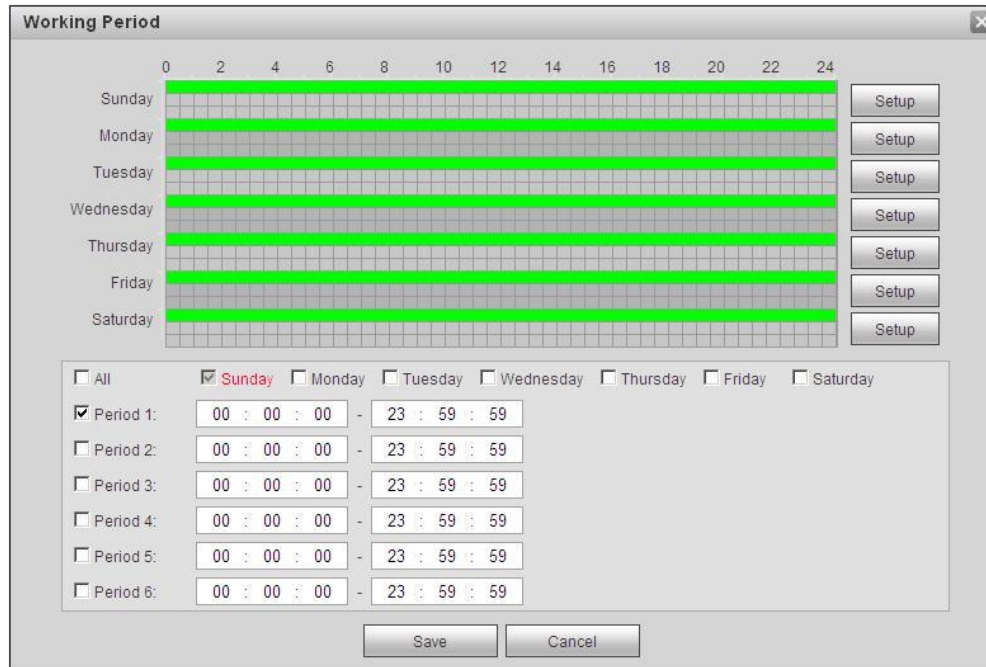 Working Period
0 2 4 6 8 10 12 14 16 18 20 22 24
Sunday Setup
Monday Setup
Tuesday Setup
Wednesday Setup
Thursday Setup
Friday Setup
Saturday Setup
All Sunday Monday Tuesday Wednesday Thursday Friday Saturday
Period 1: 00 : 00 : 00 - 23 : 59 : 59
Period 2: 00 : 00 : 00 - 23 : 59 : 59
Period 3: 00 : 00 : 00 - 23 : 59 : 59
Period 4: 00 : 00 : 00 - 23 : 59 : 59
Period 5: 00 : 00 : 00 - 23 : 59 : 59
Period 6: 00 : 00 : 00 - 23 : 59 : 59
Save Cancel